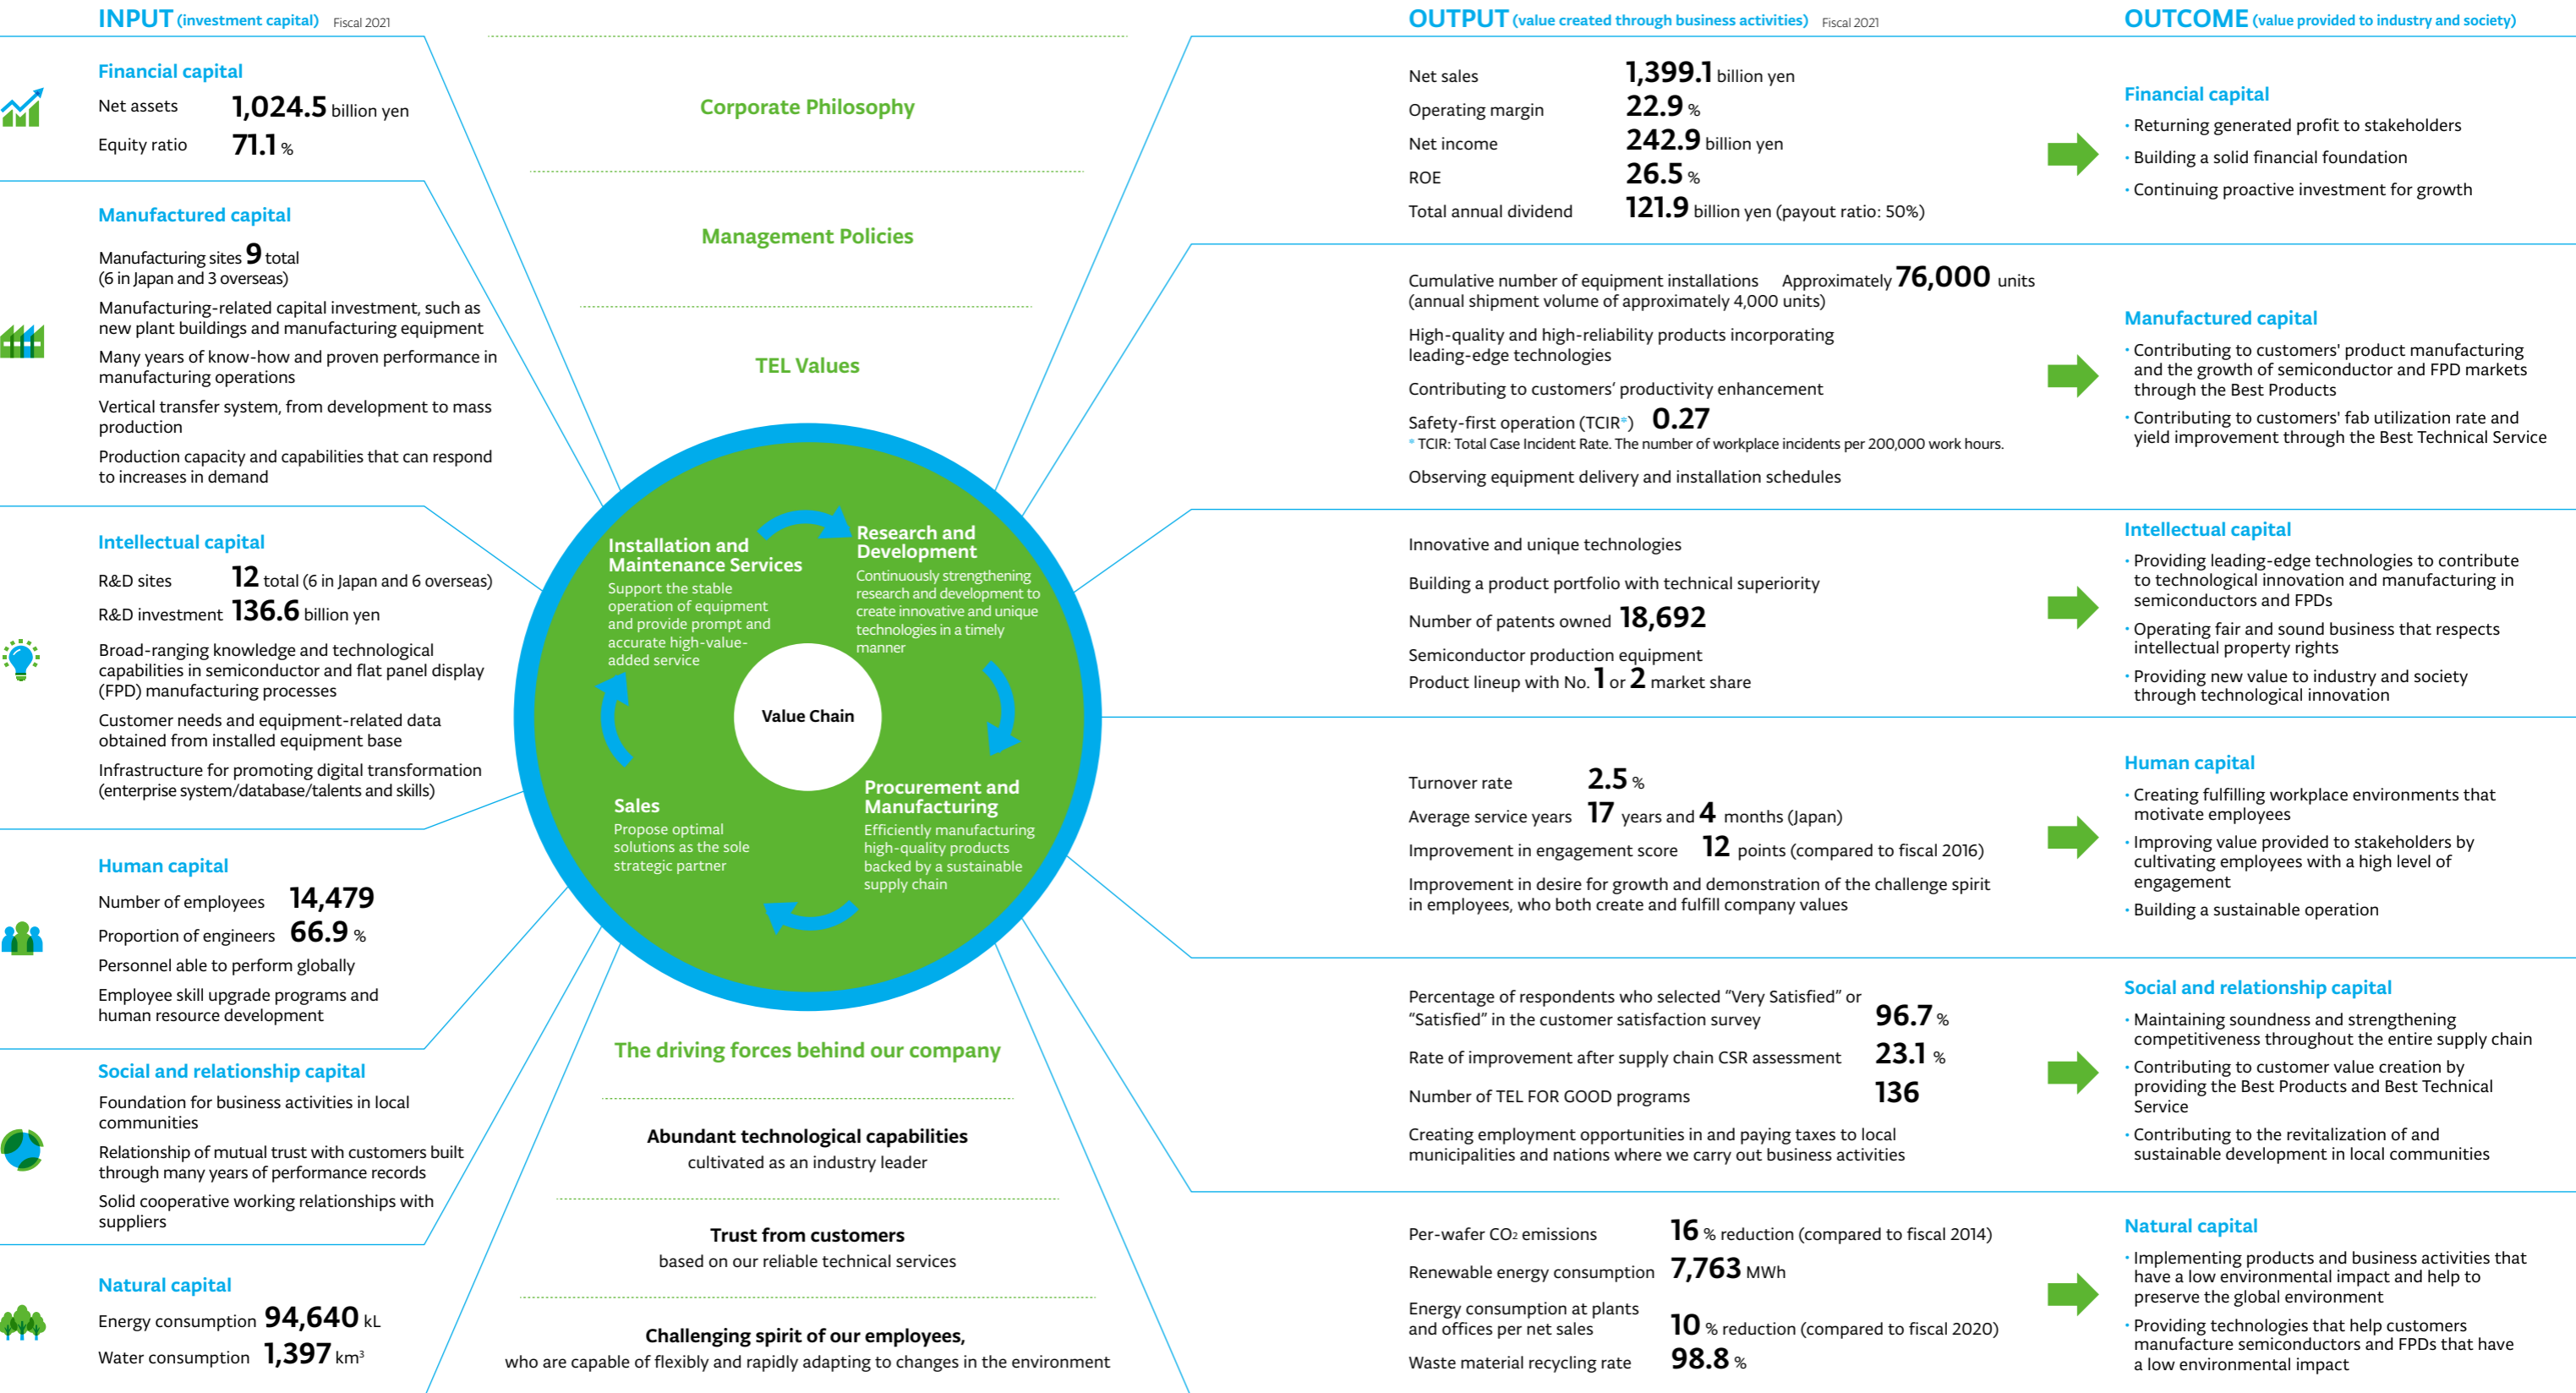 INPUT (investment capital) Fiscal 2021
Financial capital
Net assets 1,024.5 billion yen
Equity ratio 71.1 %
Manufactured capital
Manufacturing sites 9 total
(6 in Japan and 3 overseas)
Manufacturing-related capital investment, such as
new plant buildings and manufacturing equipment
Many years of know-how and proven performance in
manufacturing operations
Vertical transfer system, from development to mass
production
Production capacity and capabilities that can respond
to increases in demand
Intellectual capital
R&D sites 12 total (6 in Japan and 6 overseas)
R&D investment 136.6 billion yen
Broad-ranging knowledge and technological
capabilities in semiconductor and flat panel display
(FPD) manufacturing processes
Customer needs and equipment-related data
obtained from installed equipment base
Infrastructure for promoting digital transformation
(enterprise system/database/talents and skills)
Human capital
Number of employees 14,479
Proportion of engineers 66.9 %
Personnel able to perform globally
Employee skill upgrade programs and
human resource development
Social and relationship capital
Foundation for business activities in local
communities
Relationship of mutual trust with customers built
through many years of performance records
Solid cooperative working relationships with
suppliers
Natural capital
Energy consumption 94,640 kL
Water consumption 1,397 km³
Corporate Philosophy
Management Policies
TEL Values
Installation and
Maintenance Services
Support the stable
operation of equipment
and provide prompt and
accurate high-value-
added service
Research and
Development
Continuously strengthening
research and development to
create innovative and unique
technologies in a timely
manner
Value Chain
Sales
Propose optimal
solutions as the sole
strategic partner
Procurement and
Manufacturing
Efficiently manufacturing
high-quality products
backed by a sustainable
supply chain
The driving forces behind our company
Abundant technological capabilities
cultivated as an industry leader
Trust from customers
based on our reliable technical services
Challenging spirit of our employees,
who are capable of flexibly and rapidly adapting to changes in the environment
OUTPUT (value created through business activities) Fiscal 2021
Net sales 1,399.1 billion yen
Operating margin 22.9 %
Net income 242.9 billion yen
ROE 26.5 %
Total annual dividend 121.9 billion yen (payout ratio: 50%)
Cumulative number of equipment installations Approximately 76,000 units
(annual shipment volume of approximately 4,000 units)
High-quality and high-reliability products incorporating
leading-edge technologies
Contributing to customers' productivity enhancement
Safety-first operation (TCIR*) 0.27
* TCIR: Total Case Incident Rate. The number of workplace incidents per 200,000 work hours.
Observing equipment delivery and installation schedules
Innovative and unique technologies
Building a product portfolio with technical superiority
Number of patents owned 18,692
Semiconductor production equipment
Product lineup with No. 1 or 2 market share
Turnover rate 2.5 %
Average service years 17 years and 4 months (Japan)
Improvement in engagement score 12 points (compared to fiscal 2016)
Improvement in desire for growth and demonstration of the challenge spirit
in employees, who both create and fulfill company values
Percentage of respondents who selected “Very Satisfied” or
“Satisfied” in the customer satisfaction survey 96.7 %
Rate of improvement after supply chain CSR assessment 23.1 %
Number of TEL FOR GOOD programs 136
Creating employment opportunities in and paying taxes to local
municipalities and nations where we carry out business activities
Per-wafer CO₂ emissions 16 % reduction (compared to fiscal 2014)
Renewable energy consumption 7,763 MWh
Energy consumption at plants
and offices per net sales 10 % reduction (compared to fiscal 2020)
Waste material recycling rate 98.8 %
OUTCOME (value provided to industry and society)
Financial capital
・Returning generated profit to stakeholders
・Building a solid financial foundation
・Continuing proactive investment for growth
Manufactured capital
・Contributing to customers' product manufacturing
and the growth of semiconductor and FPD markets
through the Best Products
・Contributing to customers' fab utilization rate and
yield improvement through the Best Technical Service
Intellectual capital
・Providing leading-edge technologies to contribute
to technological innovation and manufacturing in
semiconductors and FPDs
・Operating fair and sound business that respects
intellectual property rights
・Providing new value to industry and society
through technological innovation
Human capital
・Creating fulfilling workplace environments that
motivate employees
・Improving value provided to stakeholders by
cultivating employees with a high level of
engagement
・Building a sustainable operation
Social and relationship capital
・Maintaining soundness and strengthening
competitiveness throughout the entire supply chain
・Contributing to customer value creation by
providing the Best Products and Best Technical
Service
・Contributing to the revitalization of and
sustainable development in local communities
Natural capital
・Implementing products and business activities that
have a low environmental impact and help to
preserve the global environment
・Providing technologies that help customers
manufacture semiconductors and FPDs that have
a low environmental impact